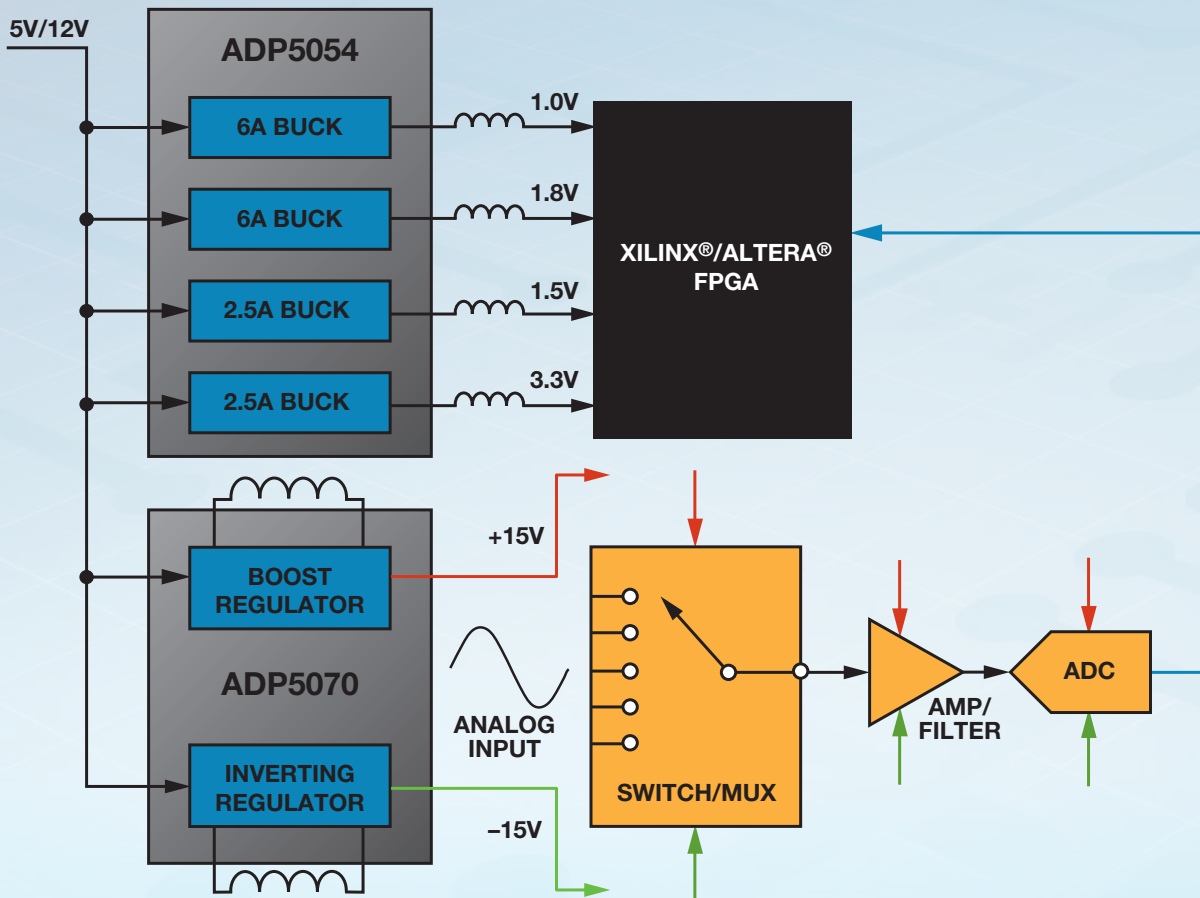 5V/12V
ADP5054
6A BUCK
1.0V
6A BUCK
1.8V
2.5A BUCK
1.5V
2.5A BUCK
3.3V
XILINX®/ALTERA®
FPGA
+15V
BOOST
REGULATOR
ADP5070
INVERTING
REGULATOR
–15V
ANALOG
INPUT
SWITCH/MUX
AMP/
FILTER
ADC